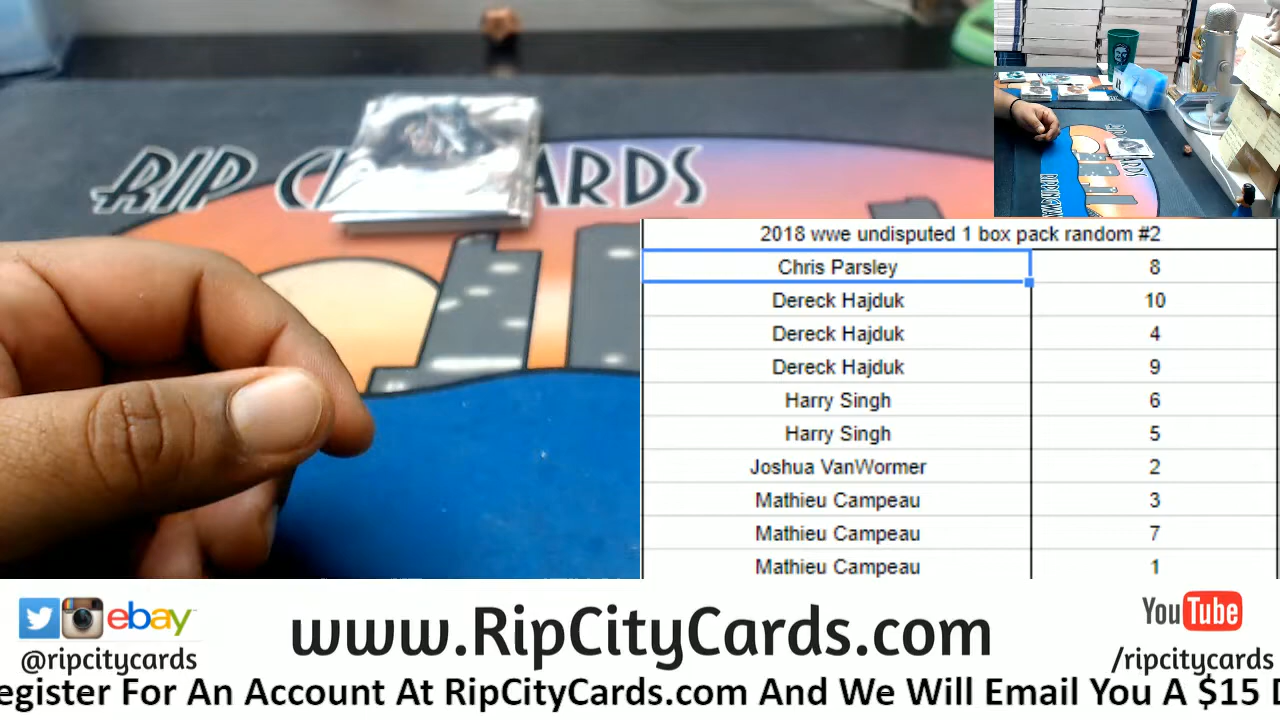 RIP CARDS
2018 wwe undisputed 1 box pack random #2
Chris Parsley 8
Dereck Hajduk 10
Dereck Hajduk 4
Dereck Hajduk 9
Harry Singh 6
Harry Singh 5
Joshua VanWormer 2
Mathieu Campeau 3
Mathieu Campeau 7
Mathieu Campeau 1
ebay
@ripcitycards
www.RipCityCards.com
YouTube
/ripcitycards
egister For An Account At RipCityCards.com And We Will Email You A $15 D